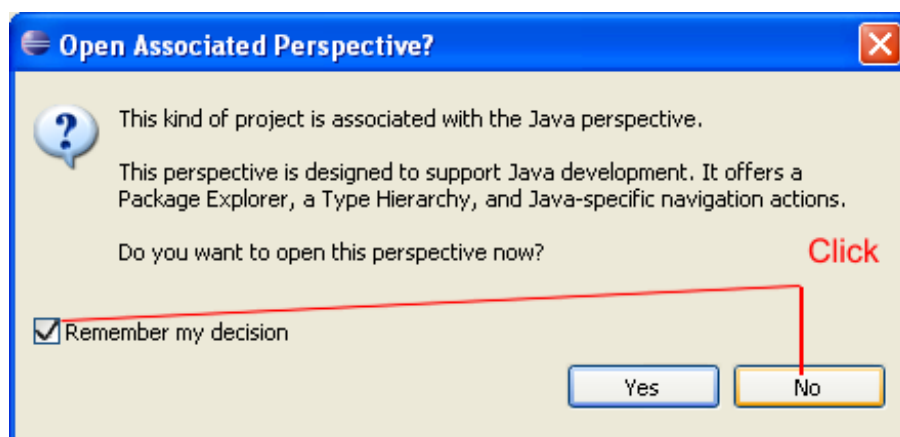 Open Associated Perspective?
This kind of project is associated with the Java perspective.
This perspective is designed to support Java development. It offers a
Package Explorer, a Type Hierarchy, and Java-specific navigation actions.
Do you want to open this perspective now?
Click
Remember my decision
Yes
No